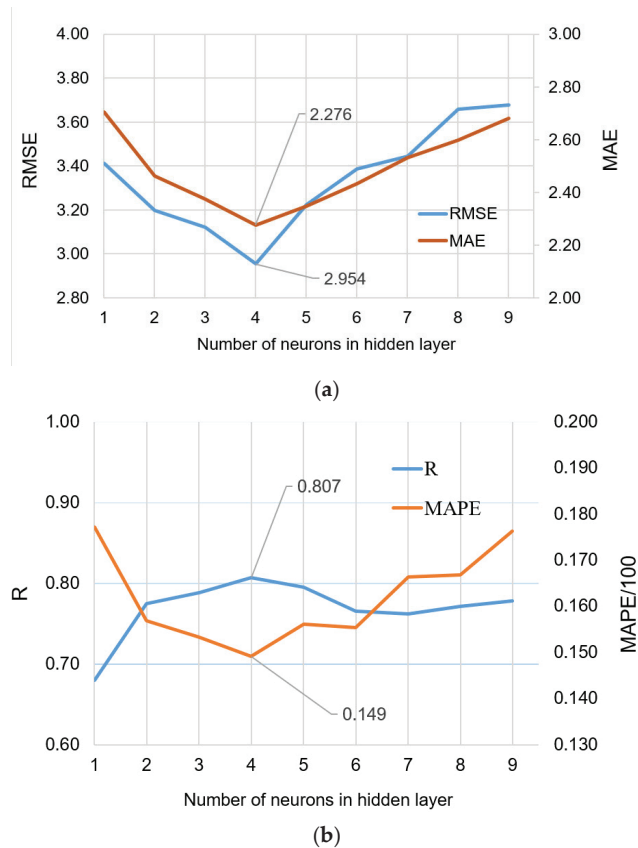 4.00
3.80
3.60
3.40
3.20
3.00
2.80
RMSE
3.00
2.80
2.60
2.40
2.20
2.00
MAE
2.276
2.954
RMSE
MAE
1 2 3 4 5 6 7 8 9
Number of neurons in hidden layer
(a)
1.00
0.90
0.80
0.70
0.60
R
0.200
0.190
0.180
0.170
0.160
0.150
0.140
0.130
MAPE/100
R
MAPE
0.807
0.149
1 2 3 4 5 6 7 8 9
Number of neurons in hidden layer
(b)